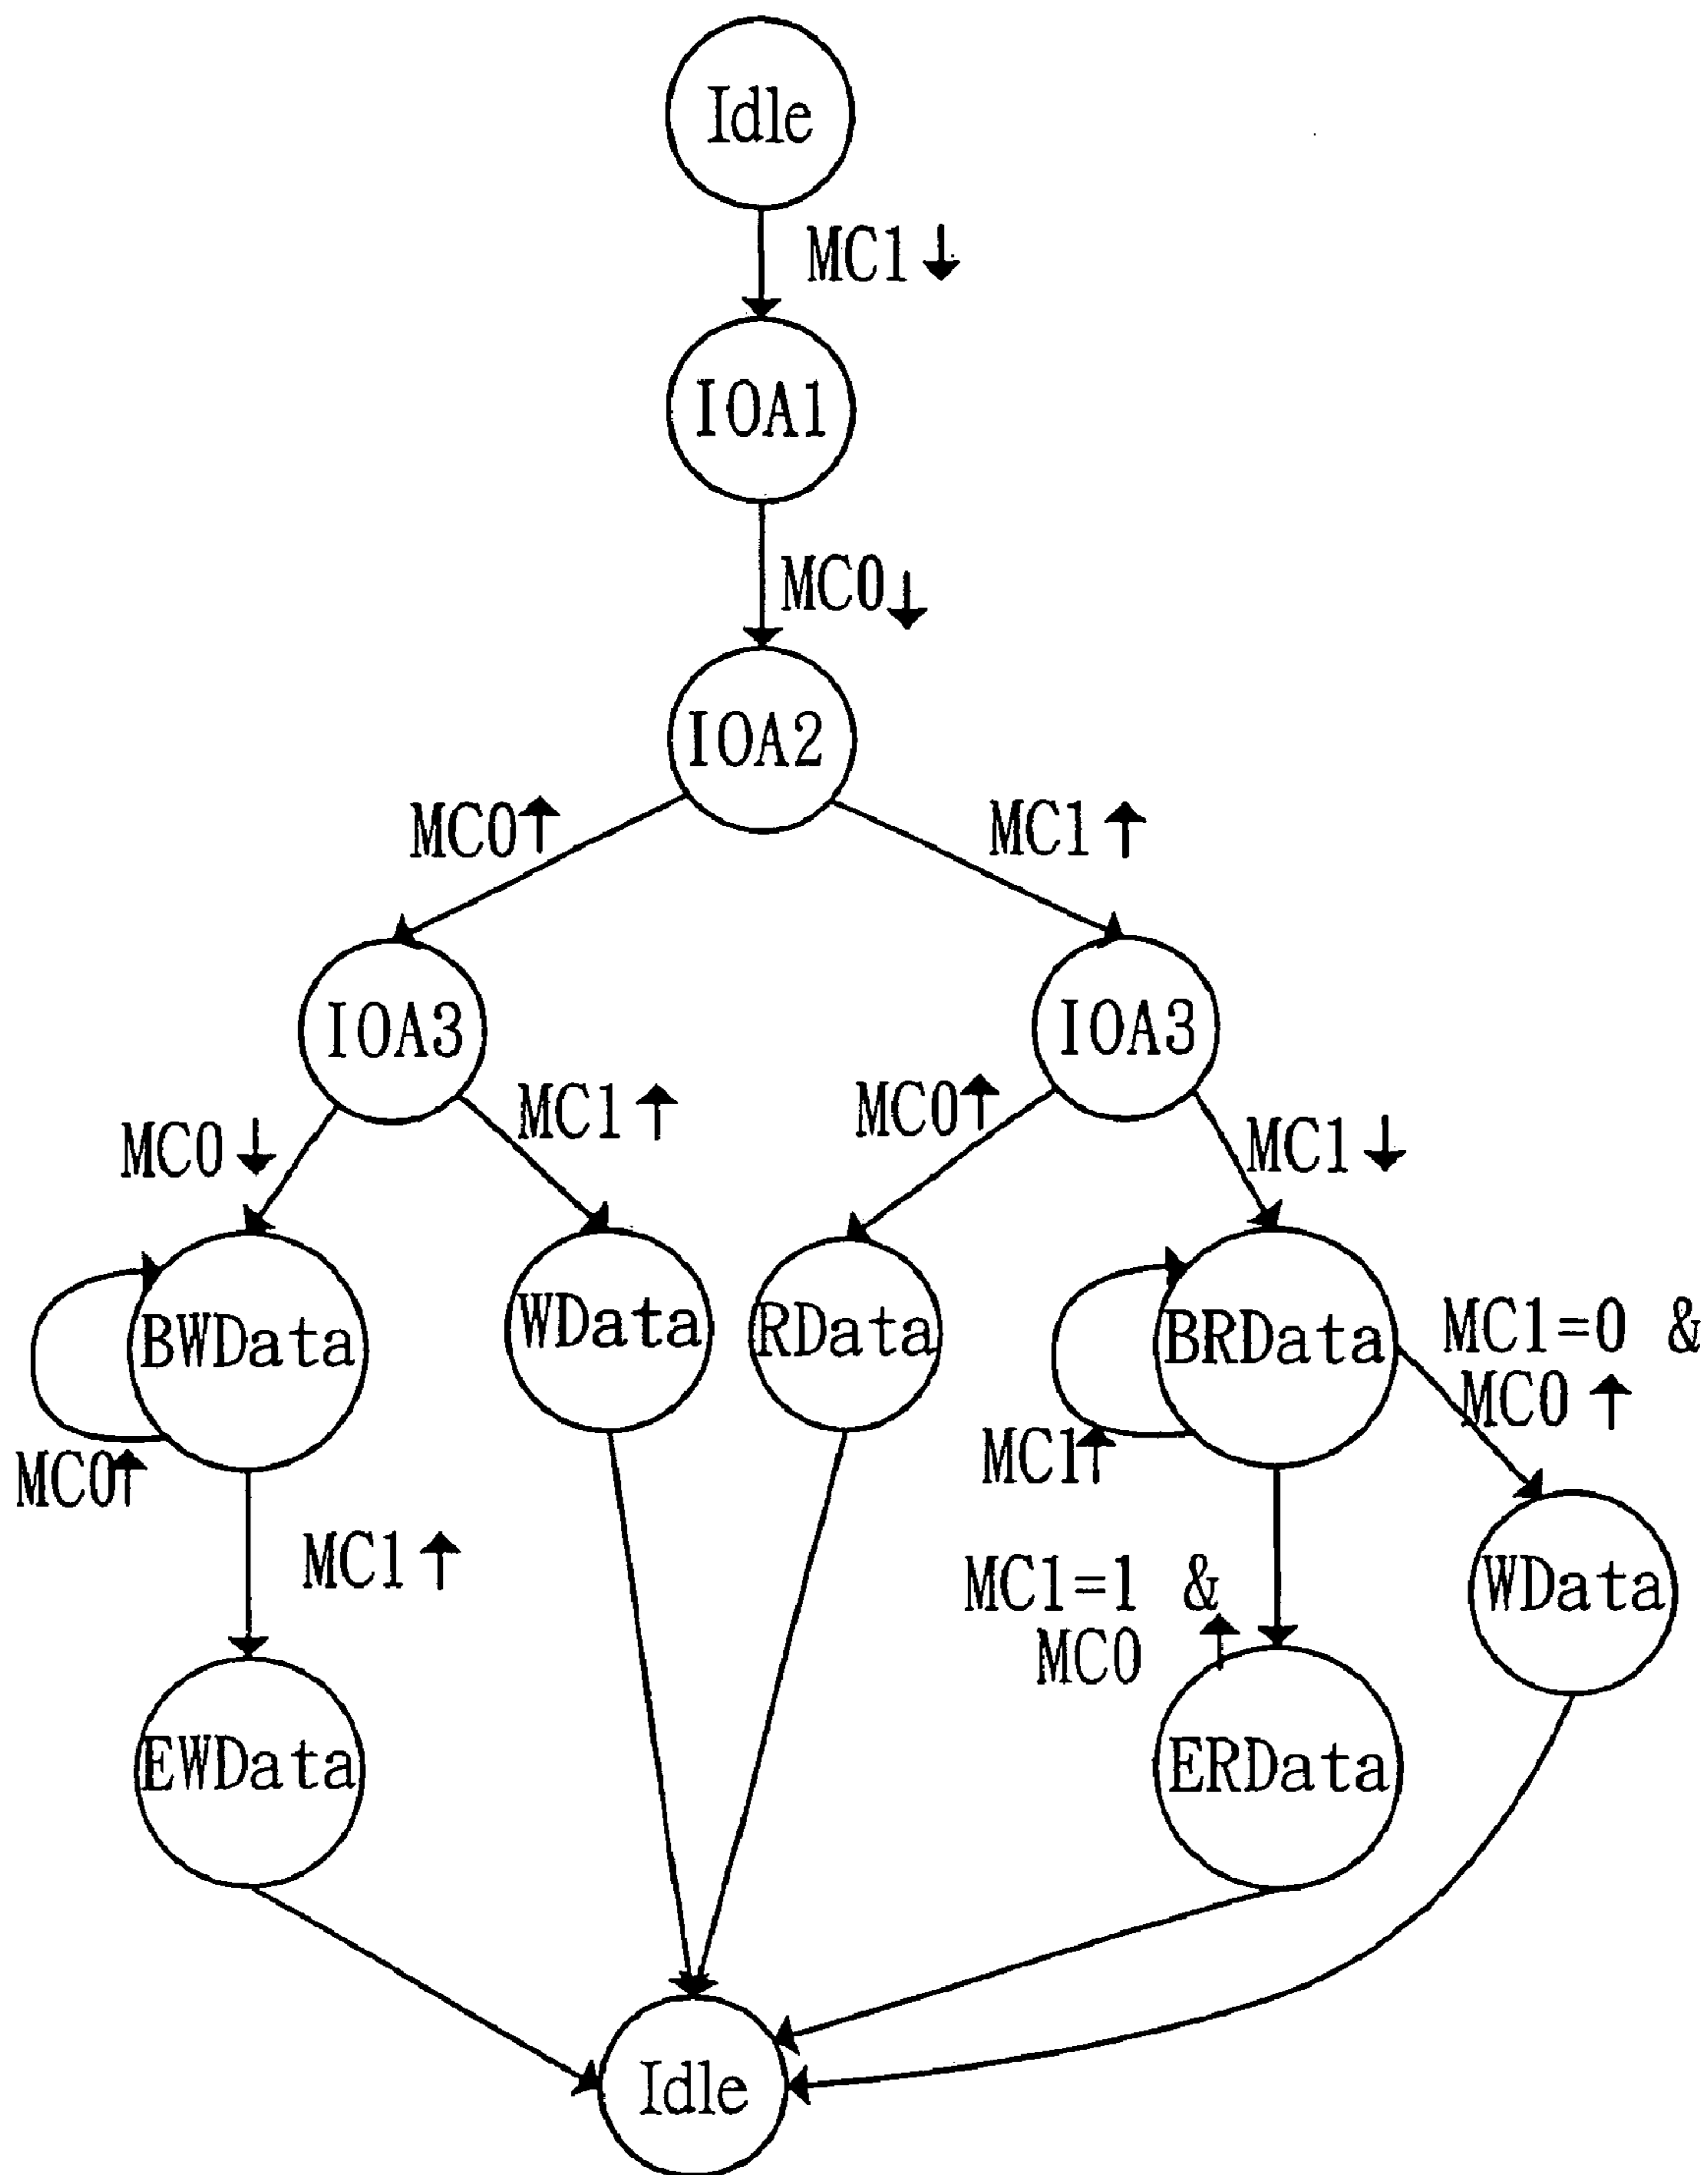 Idle
MC1↓
IOA1
MC0↓
IOA2
MC0↑
MC1↑
IOA3
IOA3
MC0↓
MC1↑
MC0↑
MC1↓
BWData
WData
RData
BRData
MC1=0 &
MC0 ↑
MC0↑
MC1↑
MC1↑
MC1=1 &
MC0 ↑
WData
EWData
ERData
Idle